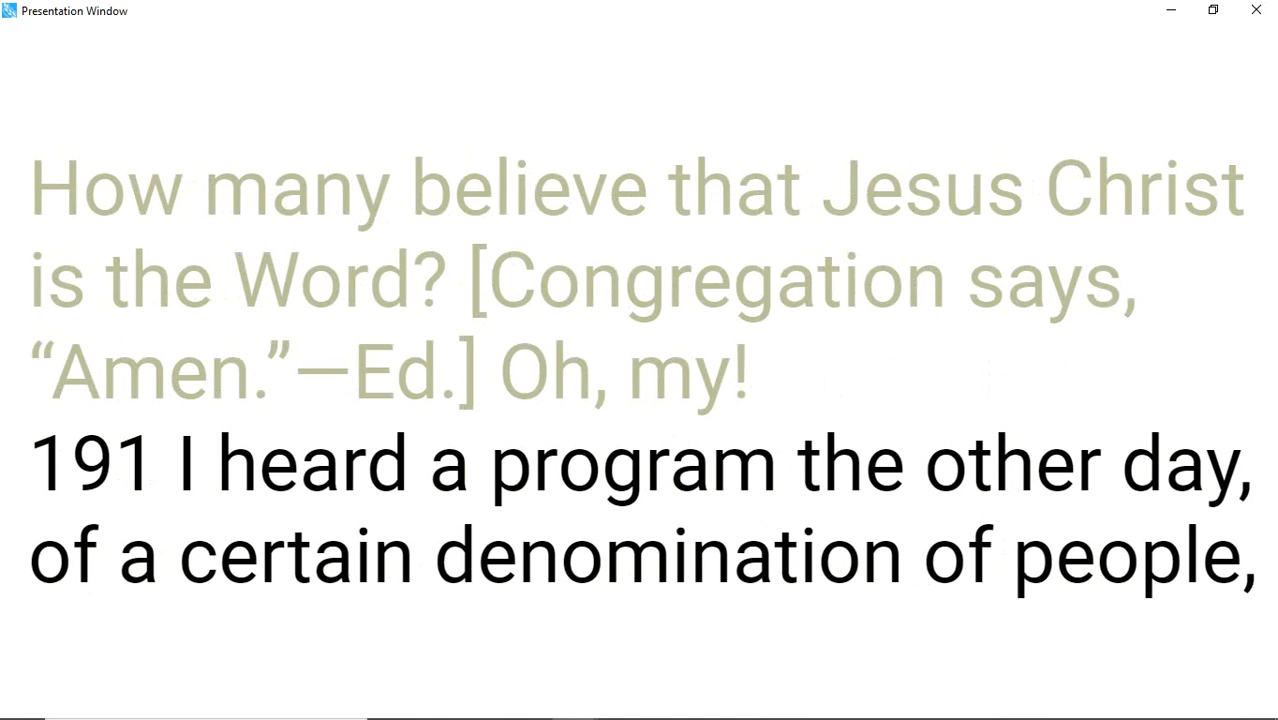 Presentation Window
How many believe that Jesus Christ
is the Word? [Congregation says,
“Amen.”—Ed.] Oh, my!
191 I heard a program the other day,
of a certain denomination of people,